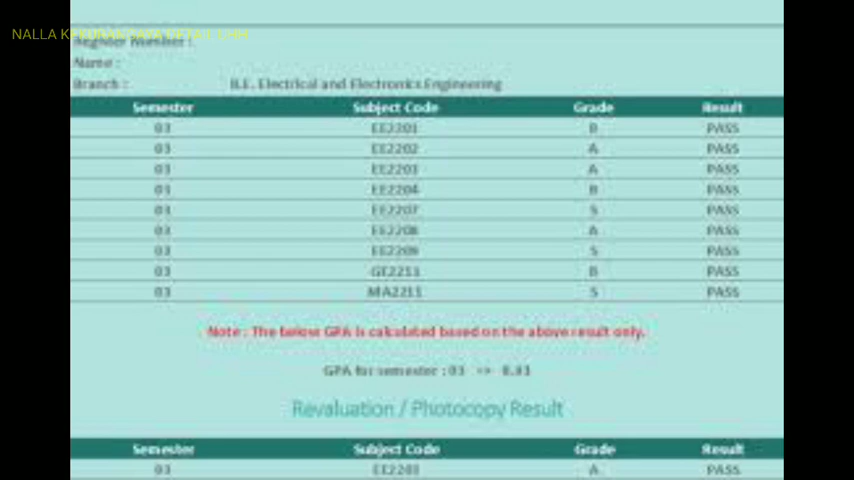 NALLA
Register Number :
Name :
Branch : B.E. Electrical and Electronics Engineering
Semester Subject Code Grade Result
03 EE2201 B PASS
03 EE2202 A PASS
03 EE2203 A PASS
03 EE2204 B PASS
03 EE2207 S PASS
03 EE2208 A PASS
03 EE2209 S PASS
03 GE2211 B PASS
03 MA2211 S PASS
Note : The below GPA is calculated based on the above result only.
GPA for semester : 03 =>
Revaluation / Photocopy Result
Semester Subject Code Grade Result
03 A PASS